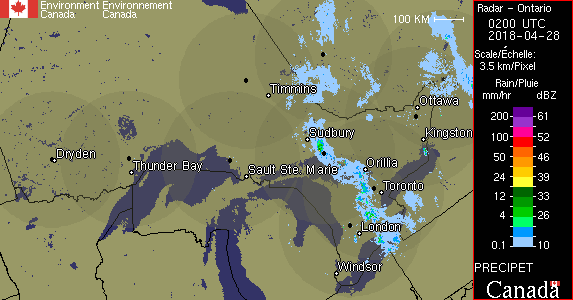 Environment Environnement
Canada Canada
100 KM
Timmins
Ottawa
Sudbury
Kingston
Dryden
Thunder Bay
Sault Ste. Marie
Orillia
Toronto
London
Windsor
Radar - Ontario
0200 UTC
2018-04-28
Scale/Échelle:
3.5 km/Pixel
Rain/Pluie
mm/hr dBZ
200 61
100 52
50 46
24 39
12 33
4 26
0.1 10
PRECIPET
Canada